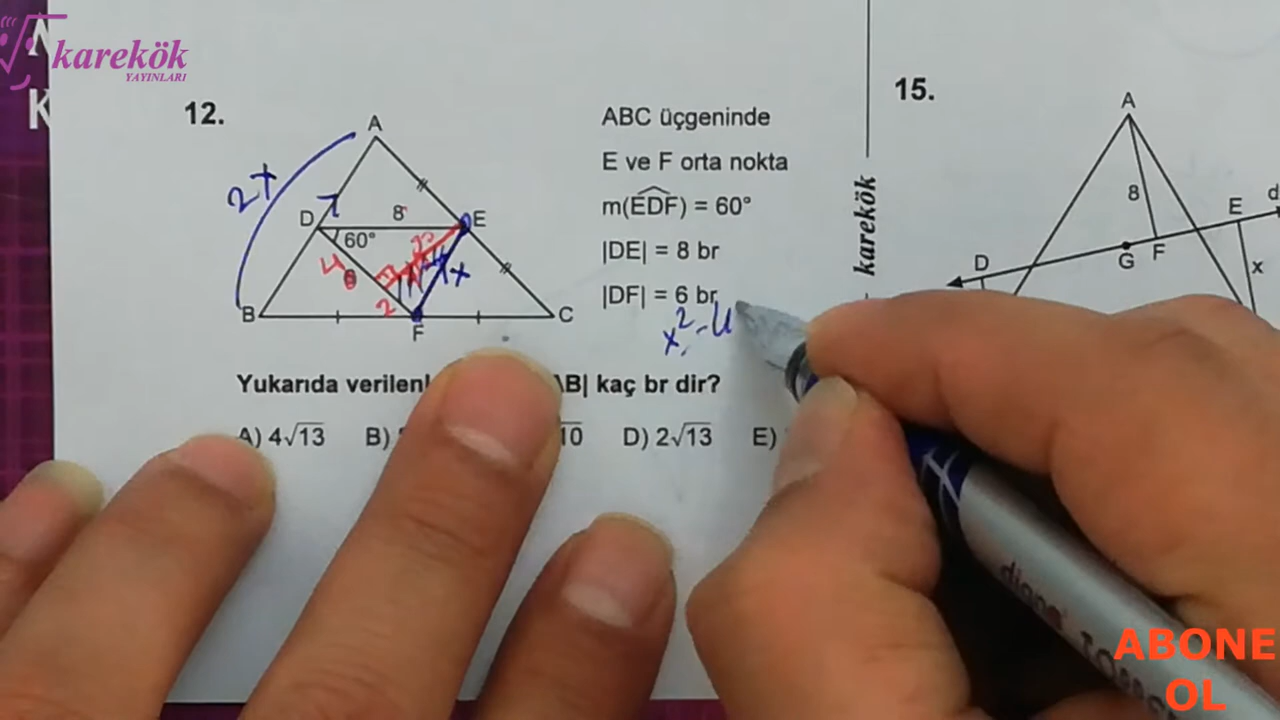 karekök
YAYINLARI
K
12.
A
D
8
E
60°
B
F
C
2x
4
6
2
x
ABC üçgeninde
E ve F orta nokta
m(EDF) = 60°
|DE| = 8 br
|DF| = 6 br
x² = 4
Yukarıda AB| kaç br dir?
A) 4√13 B) 10 D) 2√13 E)
karekök
15.
A
8
E
d
D
G
F
x
ABONE
OL